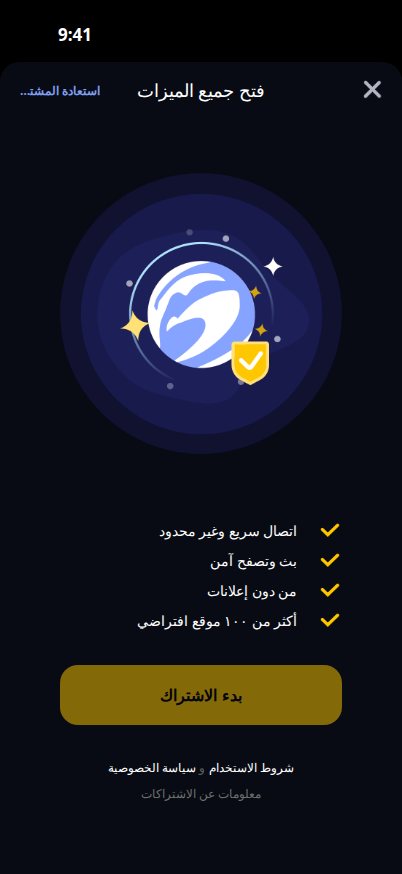 9:41
فتح جميع الميزات
استعادة المشتـ...
اتصال سريع وغير محدود
بث وتصفح آمن
من دون إعلانات
أكثر من ١٠٠ موقع افتراضي
بدء الاشتراك
شروط الاستخدام و سياسة الخصوصية
معلومات عن الاشتراكات